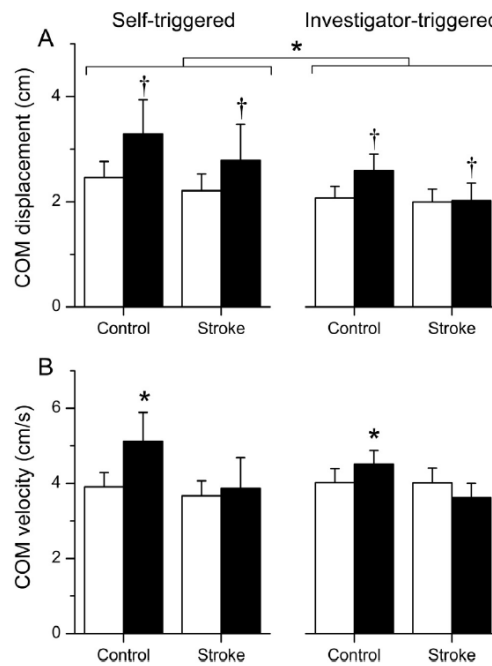 Self-triggered Investigator-triggered
A
*
COM displacement (cm)
4
2
0
† † † †
Control Stroke Control Stroke
B
COM velocity (cm/s)
6
4
2
0
* *
Control Stroke Control Stroke